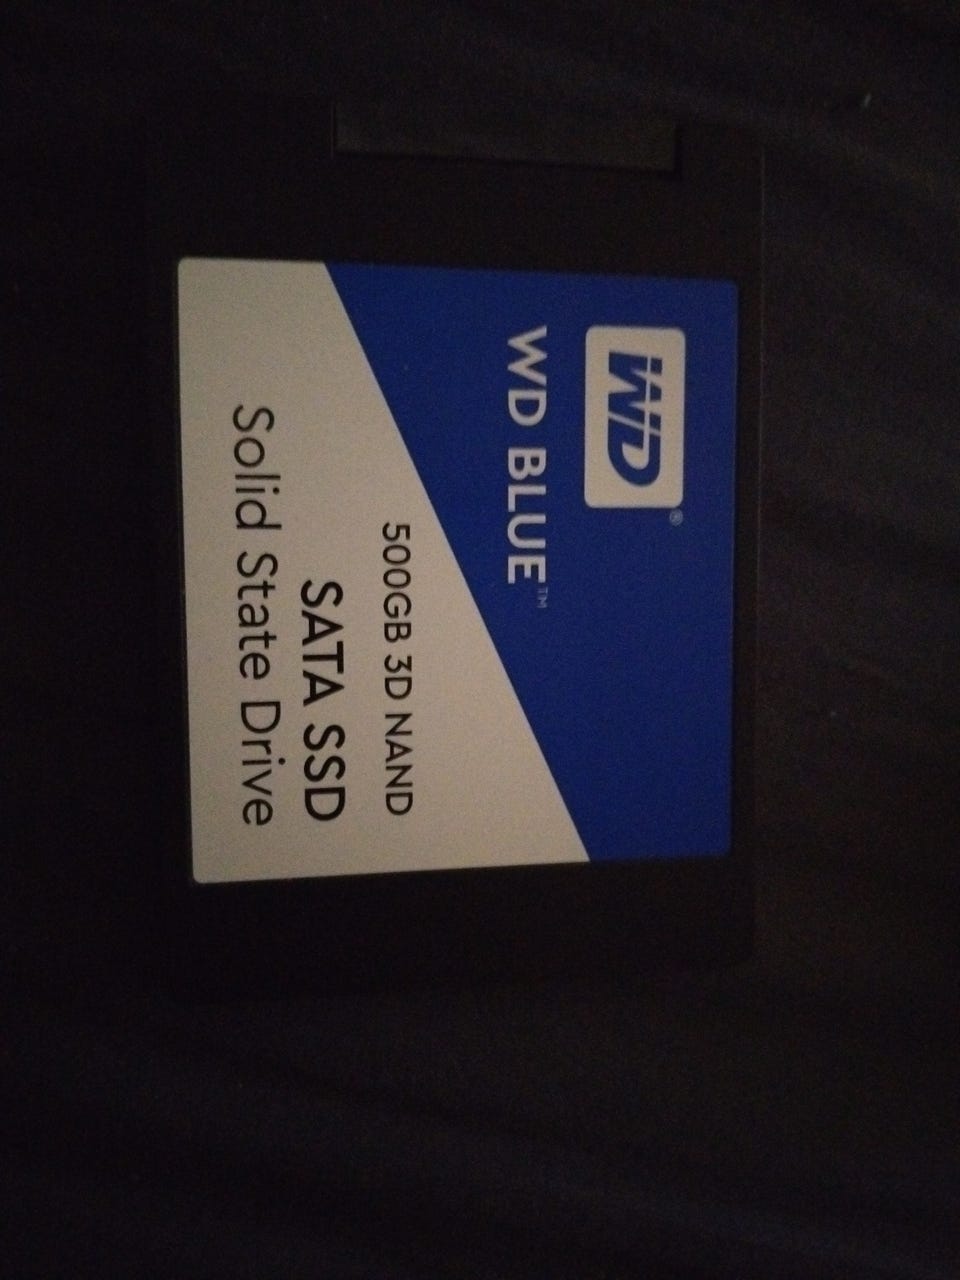 WD®
WD BLUE™
500GB 3D NAND
SATA SSD
Solid State Drive